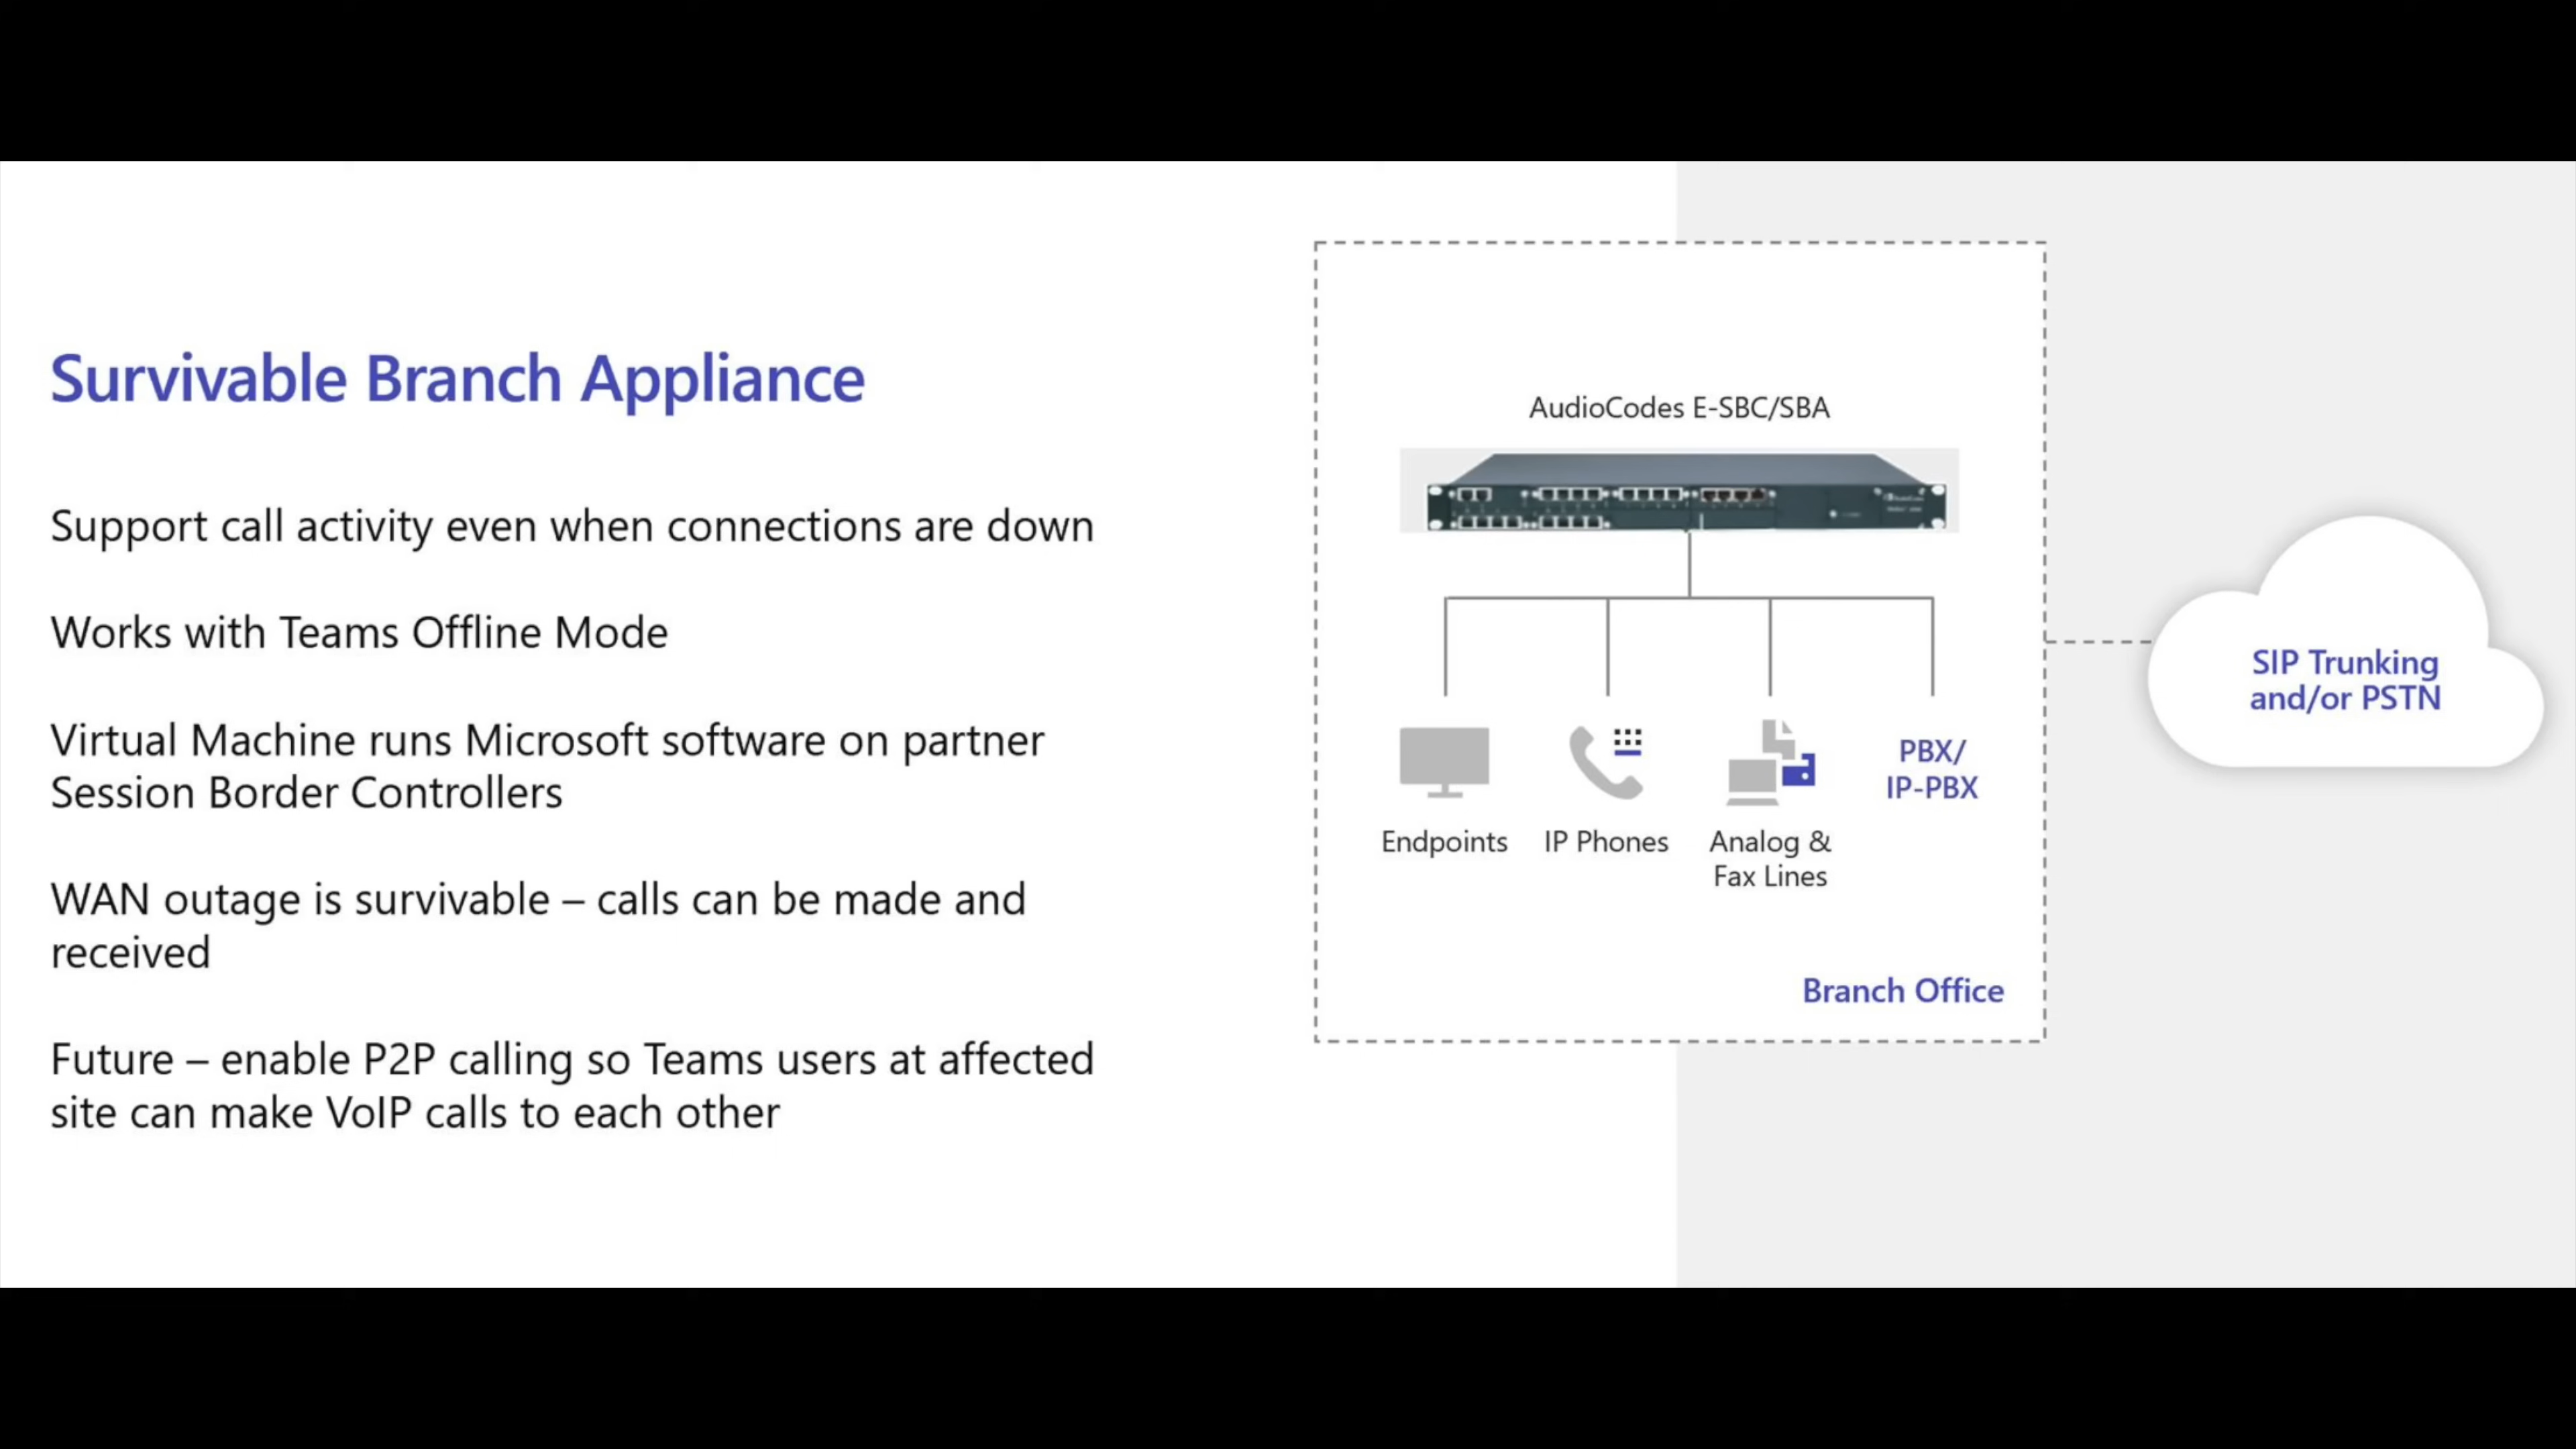 Survivable Branch Appliance
Support call activity even when connections are down
Works with Teams Offline Mode
Virtual Machine runs Microsoft software on partner
Session Border Controllers
WAN outage is survivable – calls can be made and
received
Future – enable P2P calling so Teams users at affected
site can make VoIP calls to each other
AudioCodes E-SBC/SBA
Endpoints
IP Phones
Analog &
Fax Lines
PBX/
IP-PBX
Branch Office
SIP Trunking
and/or PSTN